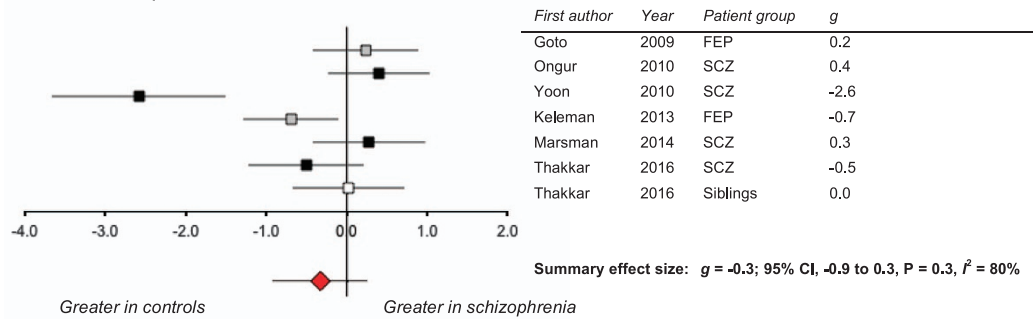 First author Year Patient group g
Goto 2009 FEP 0.2
Ongur 2010 SCZ 0.4
Yoon 2010 SCZ -2.6
Keleman 2013 FEP -0.7
Marsman 2014 SCZ 0.3
Thakkar 2016 SCZ -0.5
Thakkar 2016 Siblings 0.0
-4.0 -3.0 -2.0 -1.0 0.0 1.0 2.0
Summary effect size: g = -0.3; 95% CI, -0.9 to 0.3, P = 0.3, I² = 80%
Greater in controls Greater in schizophrenia